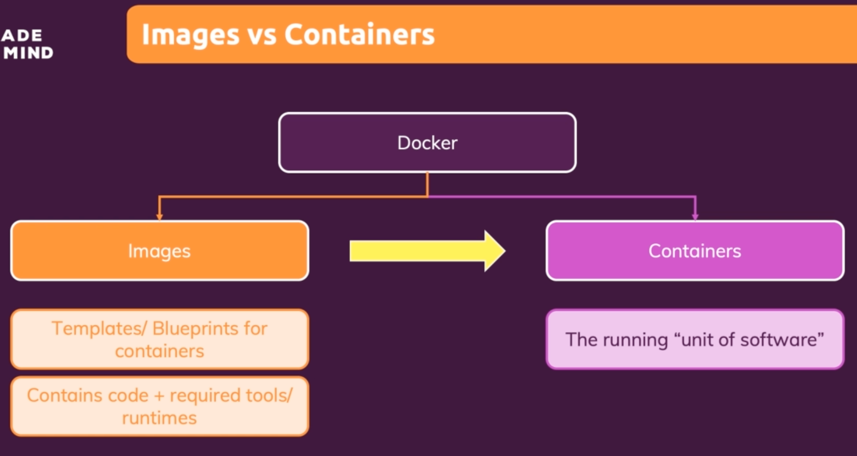 ADE
MIND
Images vs Containers
Docker
Images
Containers
Templates/ Blueprints for
containers
The running “unit of software”
Contains code + required tools/
runtimes